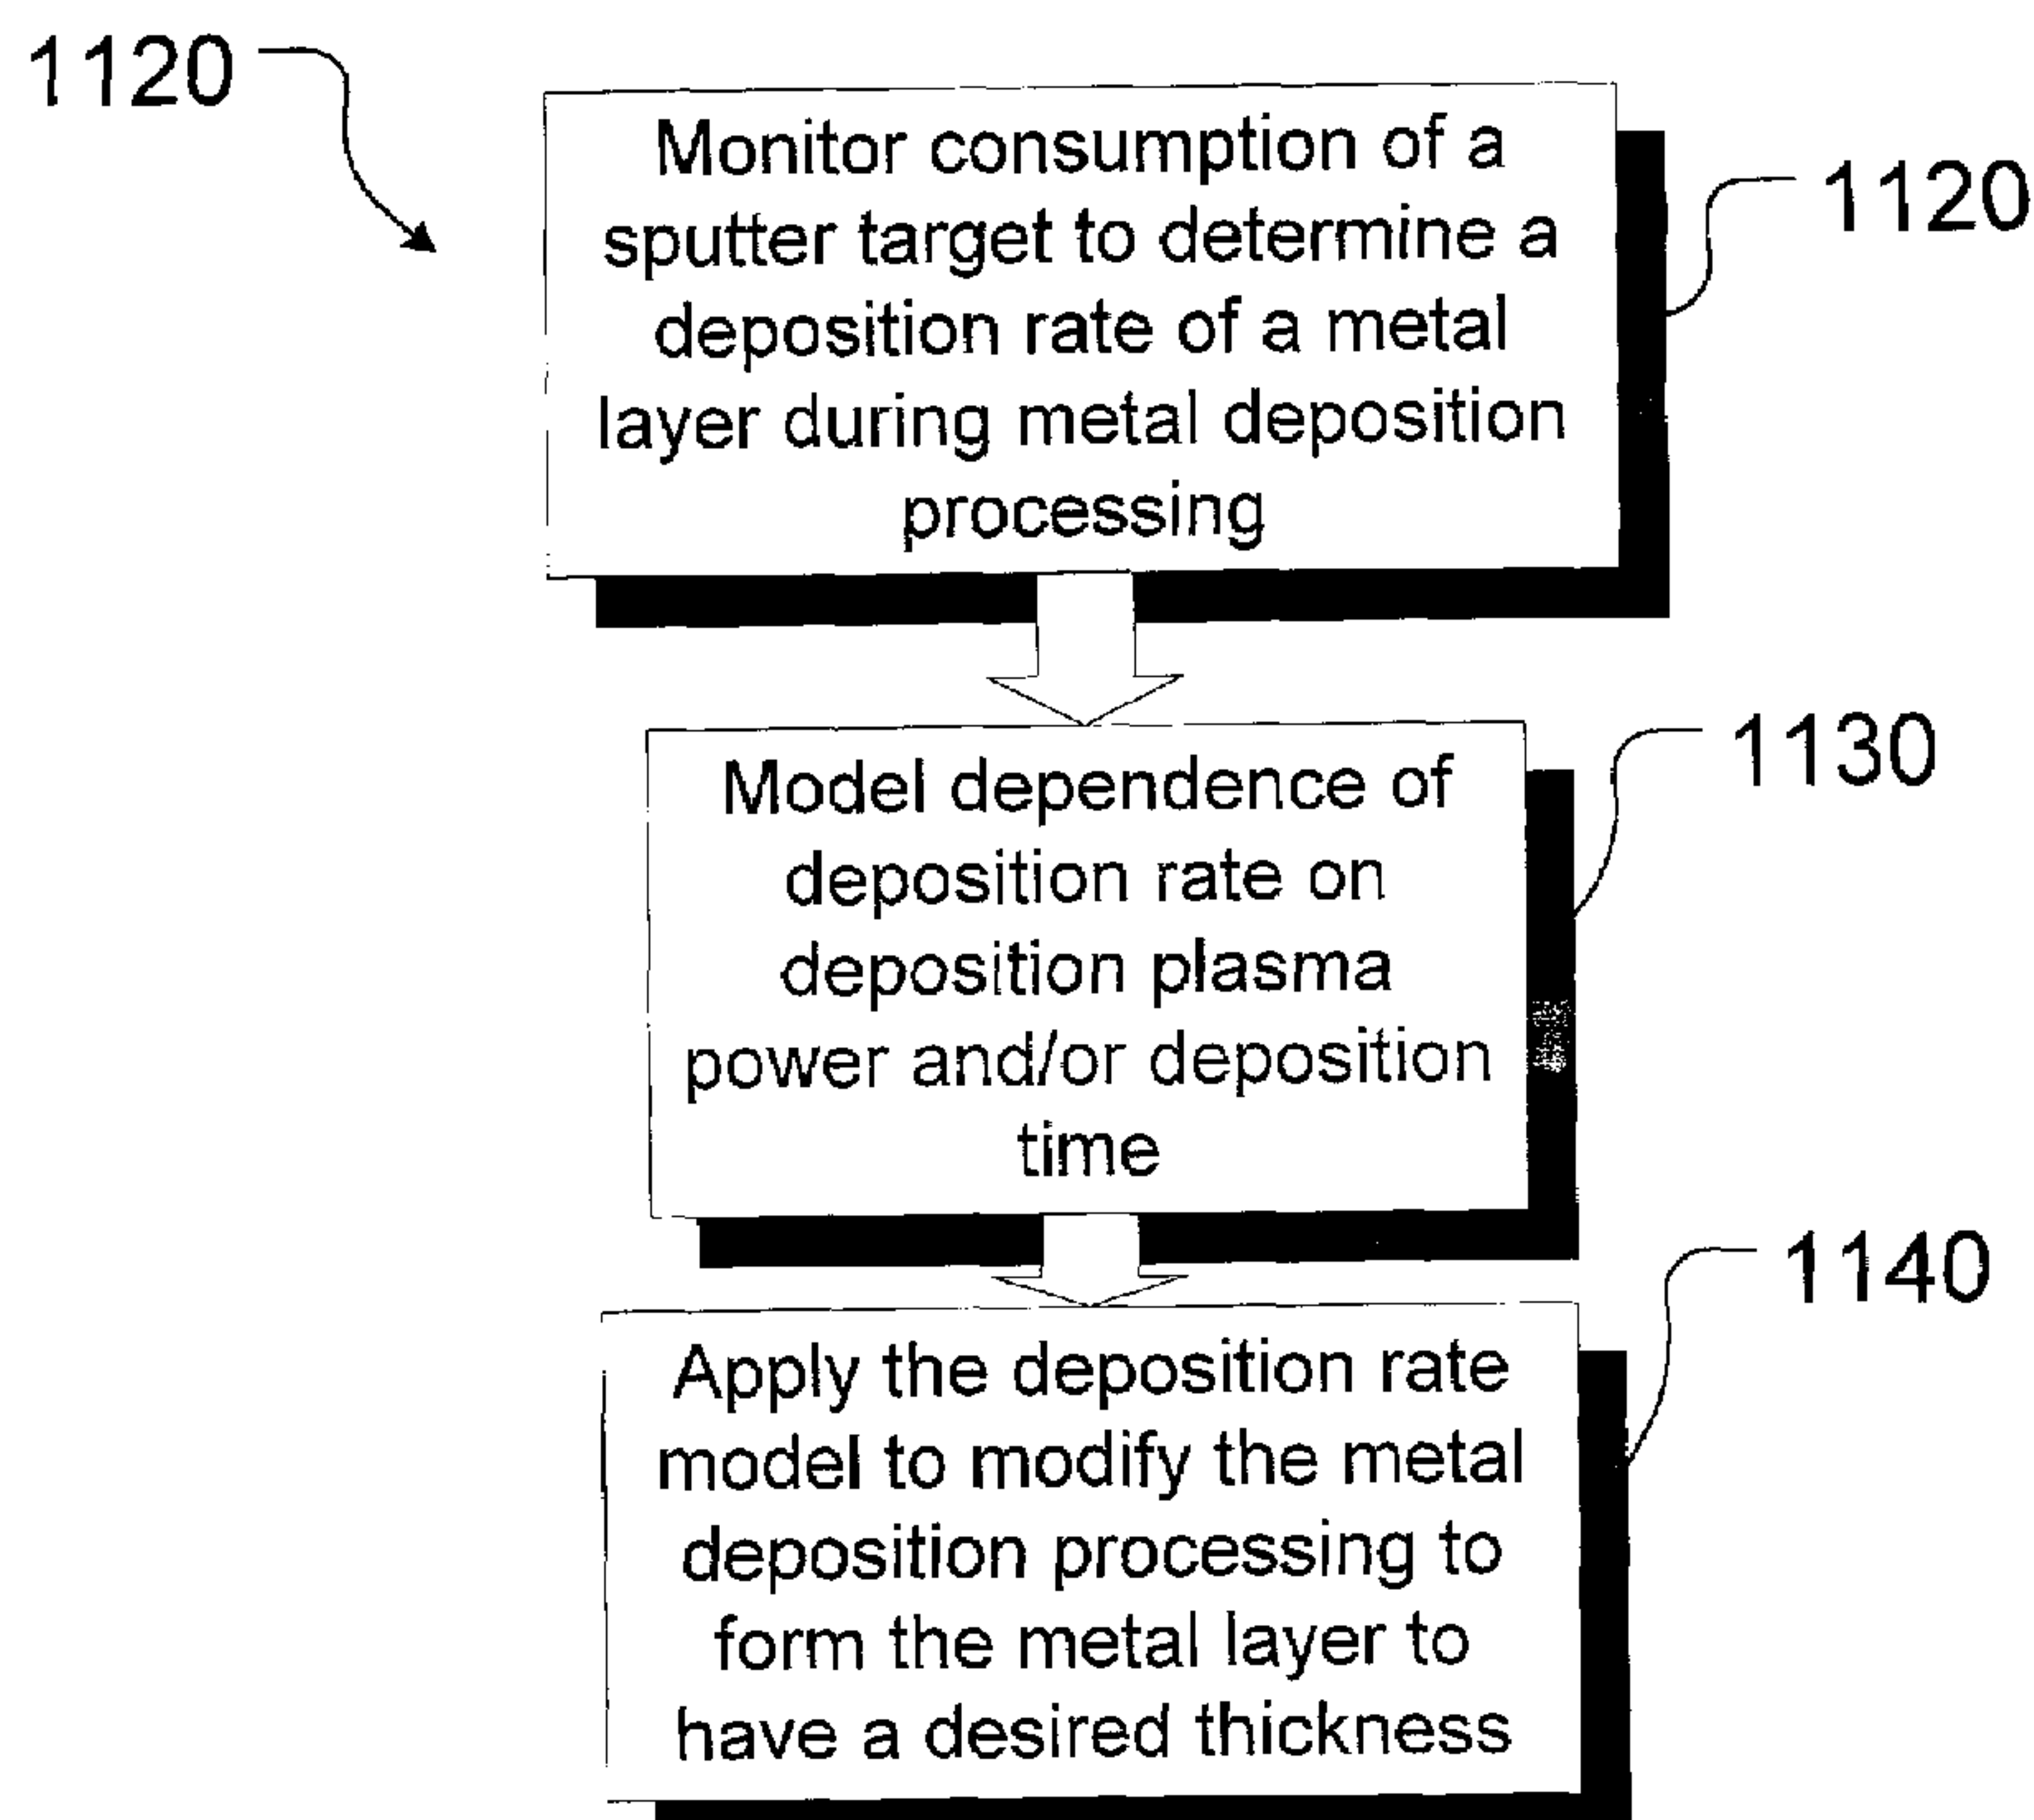 1120
Monitor consumption of a
sputter target to determine a
deposition rate of a metal
layer during metal deposition
processing
1120
Model dependence of
deposition rate on
deposition plasma
power and/or deposition
time
1130
Apply the deposition rate
model to modify the metal
deposition processing to
form the metal layer to
have a desired thickness
1140